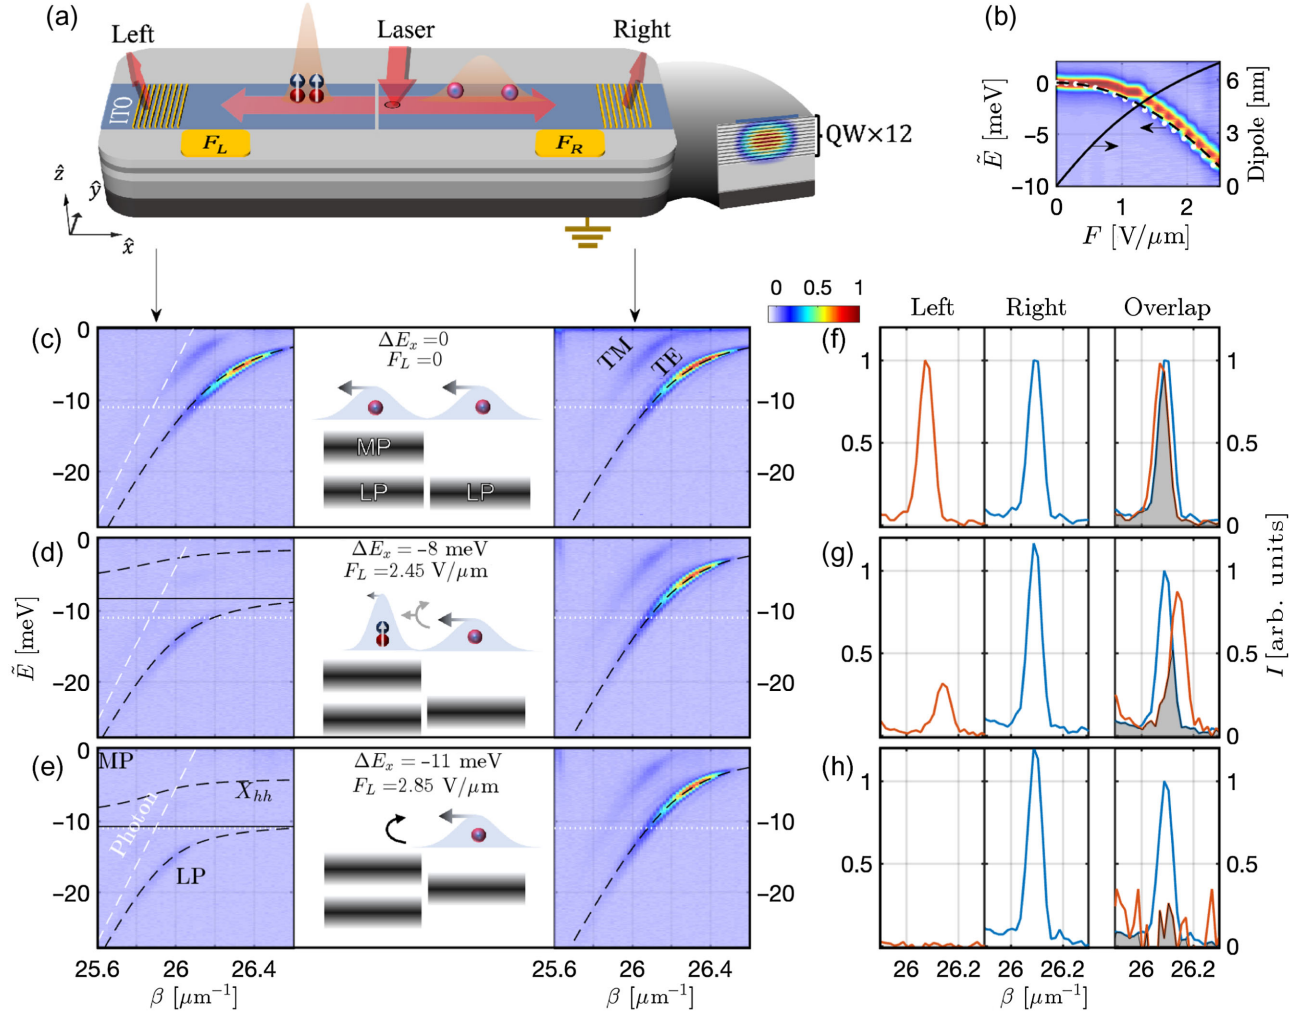 (a)
Left
Laser
Right
ITO
F_L
F_R
QW×12
ẑ
ŷ
x̂
(b)
0
−5
−10
Ẽ [meV]
6
3
0
Dipole [nm]
0 1 2
F [V/μm]
0 0.5 1
(c)
0
−10
−20
ΔE_x =0
F_L =0
MP
LP LP
TM
TE
−10
−20
(d)
0
−10
−20
Ẽ [meV]
ΔE_x = −8 meV
F_L =2.45 V/μm
−10
−20
(e)
0
−10
−20
MP
Photon
X_hh
LP
ΔE_x = −11 meV
F_L =2.85 V/μm
−10
−20
25.6 26 26.4
β [μm⁻¹]
26 26.4
β [μm⁻¹]
Left Right Overlap
(f)
1
0.5
1
0.5
0
(g)
1
0.5
1
0.5
0
I [arb. units]
(h)
1
0.5
1
0.5
0
26 26.2 26 26.2 26 26.2
β [μm⁻¹]